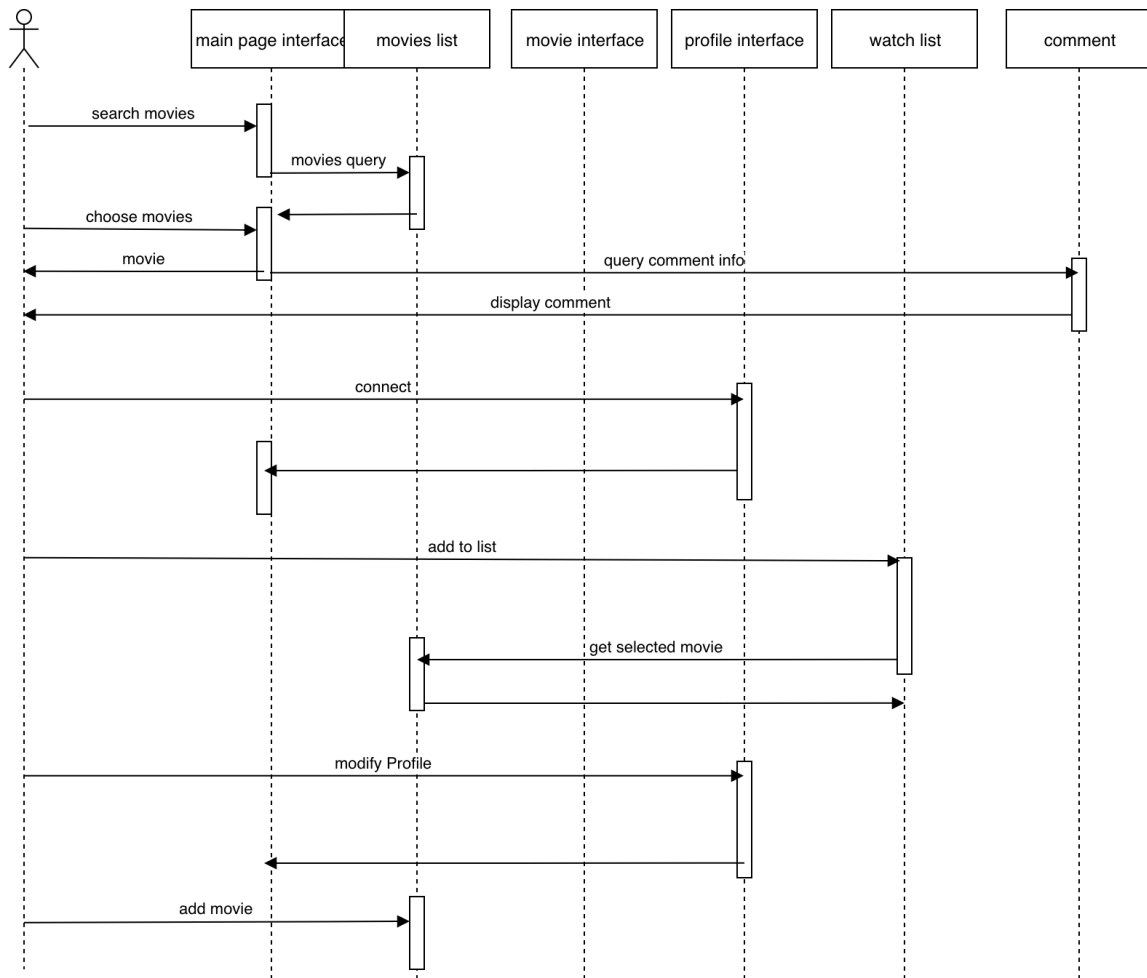 main page interface
movies list
movie interface
profile interface
watch list
comment
search movies
movies query
choose movies
movie
query comment info
display comment
connect
add to list
get selected movie
modify Profile
add movie